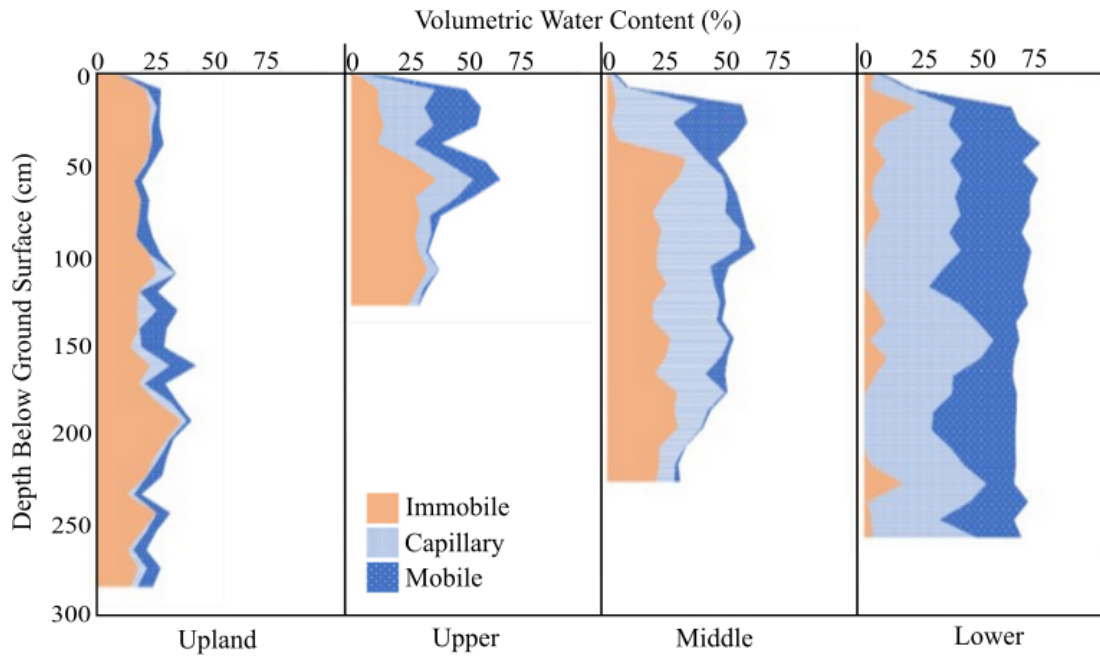 Volumetric Water Content (%)
0 25 50 75 0 25 50 75 0 25 50 75 0 25 50 75
Depth Below Ground Surface (cm)
0
50
100
150
200
250
300
Immobile
Capillary
Mobile
Upland Upper Middle Lower